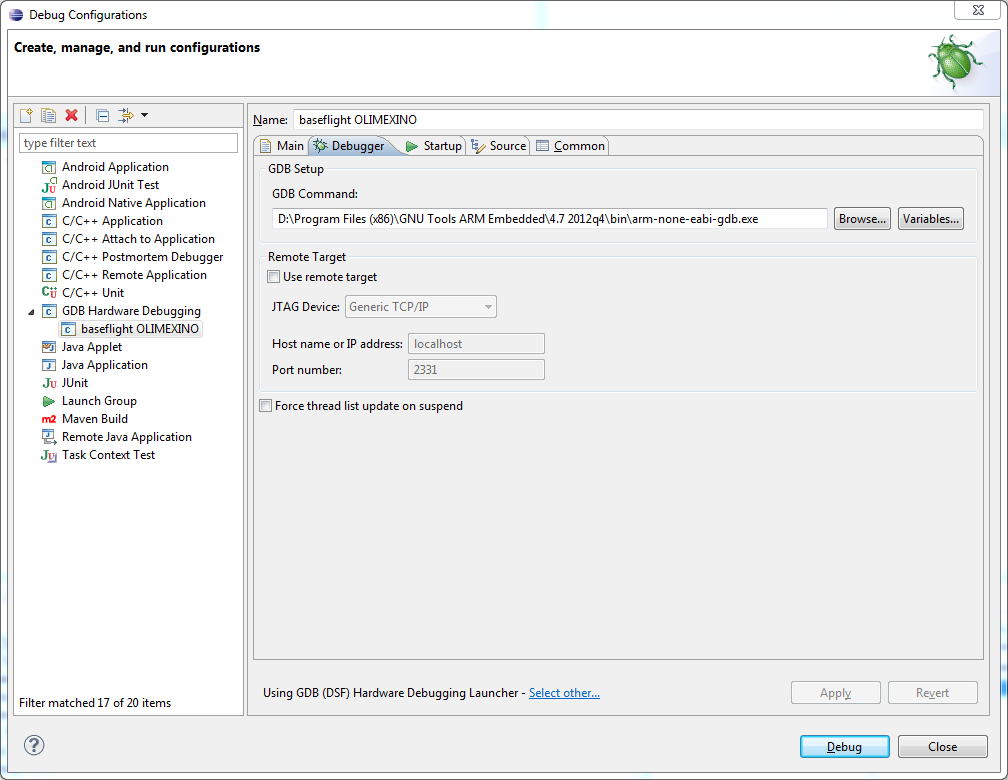 Debug Configurations
Create, manage, and run configurations
type filter text
Android Application
Android JUnit Test
Android Native Application
C/C++ Application
C/C++ Attach to Application
C/C++ Postmortem Debugger
C/C++ Remote Application
C/C++ Unit
GDB Hardware Debugging
baseflight OLIMEXINO
Java Applet
Java Application
JUnit
Launch Group
Maven Build
Remote Java Application
Task Context Test
Filter matched 17 of 20 items
Name: baseflight OLIMEXINO
Main Debugger Startup Source Common
GDB Setup
GDB Command:
D:\Program Files (x86)\GNU Tools ARM Embedded\4.7 2012q4\bin\arm-none-eabi-gdb.exe Browse... Variables...
Remote Target
Use remote target
JTAG Device: Generic TCP/IP
Host name or IP address: localhost
Port number: 2331
Force thread list update on suspend
Using GDB (DSF) Hardware Debugging Launcher - Select other... Apply Revert
? Debug Close